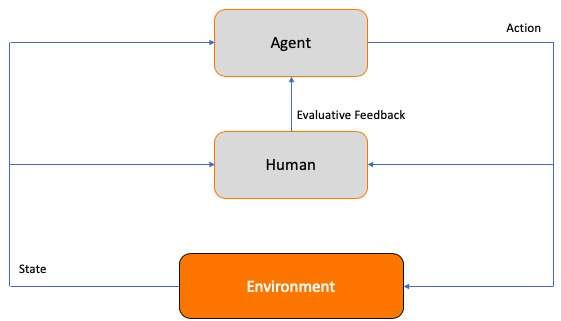 Agent
Action
Evaluative Feedback
Human
State
Environment